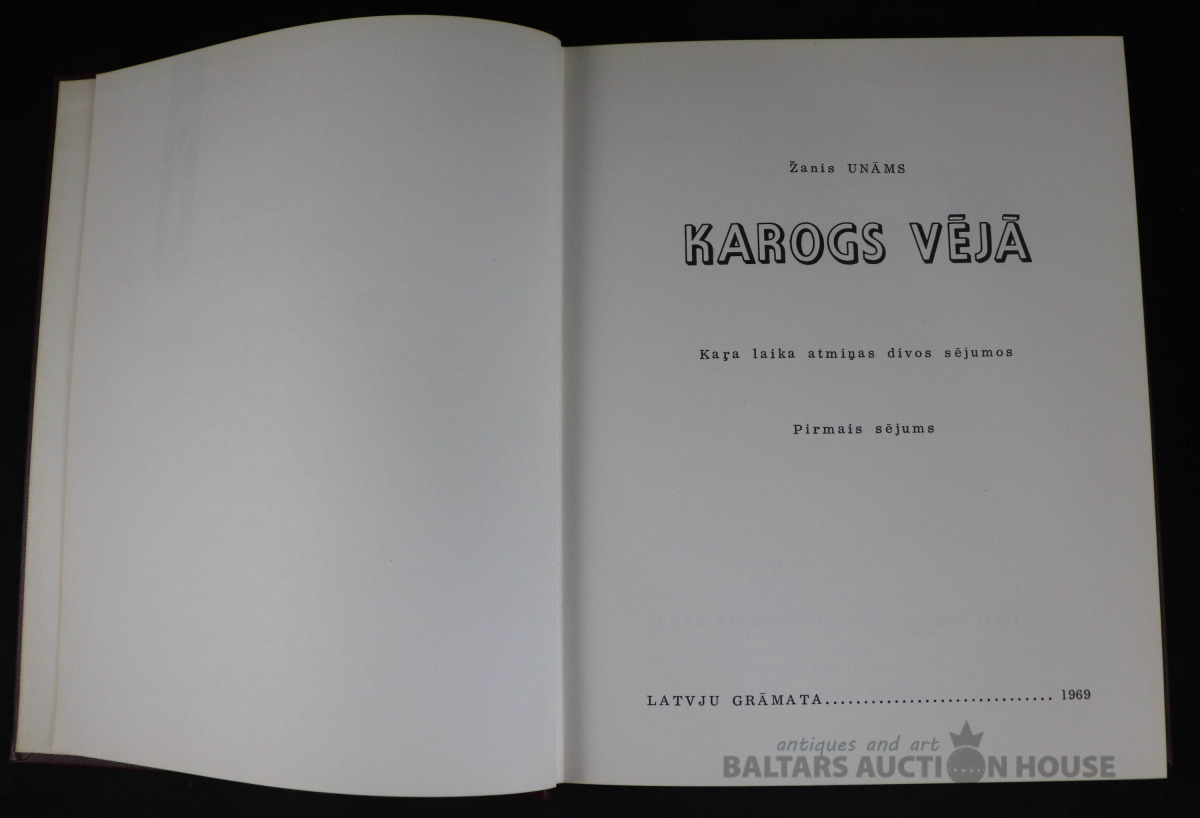 Žanis UNĀMS
KAROGS VĒJĀ
Kaŗa laika atmiņas divos sējumos
Pirmais sējums
LATVJU GRĀMATA.............................. 1969
antiques and art
BALTARS AUCTION HOUSE